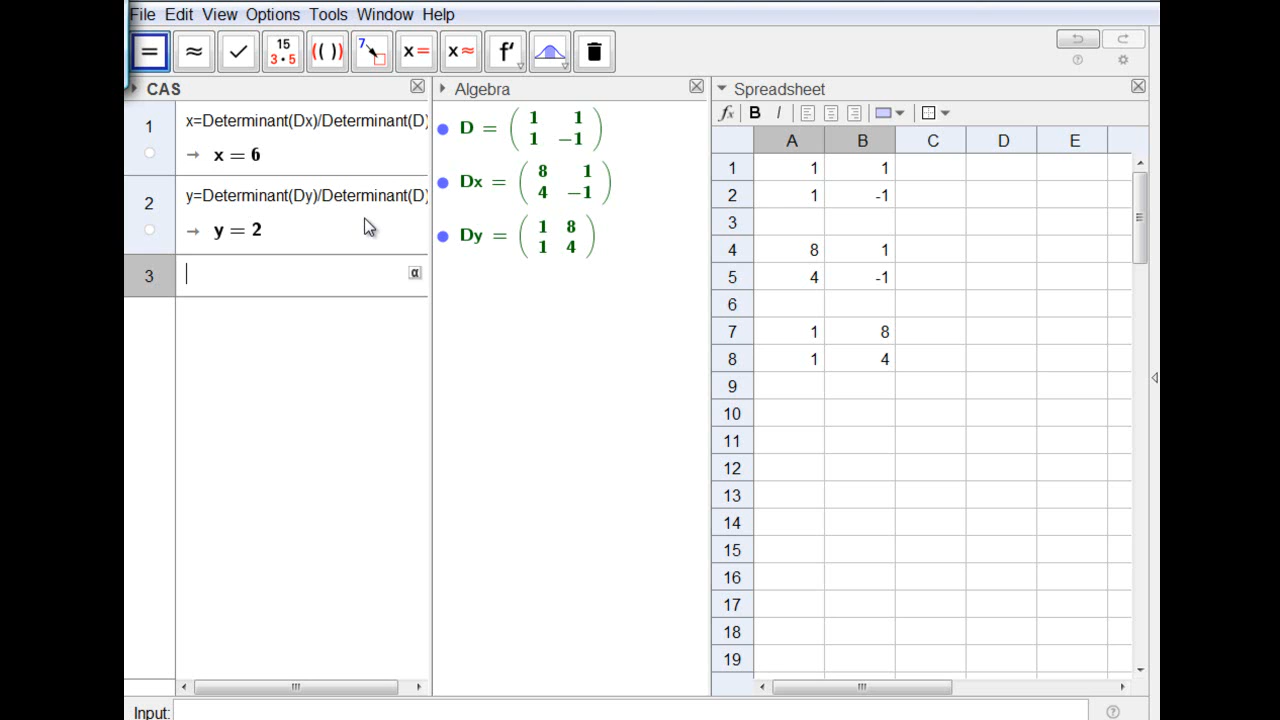 File Edit View Options Tools Window Help
= ≈ ✓ 15 3·5 (( )) 7 x= x≈ f'
CAS
1 x=Determinant(Dx)/Determinant(D)
→ x = 6
2 y=Determinant(Dy)/Determinant(D)
→ y = 2
3 α
Algebra
D = ( 1 1
1 −1 )
Dx = ( 8 1
4 −1 )
Dy = ( 1 8
1 4 )
Spreadsheet
fx B I
A B C D E
1 1 1
2 1 -1
3
4 8 1
5 4 -1
6
7 1 8
8 1 4
9
10
11
12
13
14
15
16
17
18
19
Input: